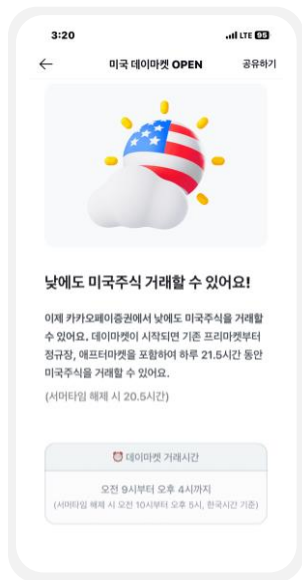 3:20
LTE 65
미국 데이마켓 OPEN
공유하기
낮에도 미국주식 거래할 수 있어요!
이제 카카오페이증권에서 낮에도 미국주식을 거래할
수 있어요. 데이마켓이 시작되면 기존 프리마켓부터
정규장, 애프터마켓을 포함하여 하루 21.5시간 동안
미국주식을 거래할 수 있어요.
(서머타임 해제 시 20.5시간)
데이마켓 거래시간
오전 9시부터 오후 4시까지
(서머타임 해제 시 오전 10시부터 오후 5시, 한국시간 기준)